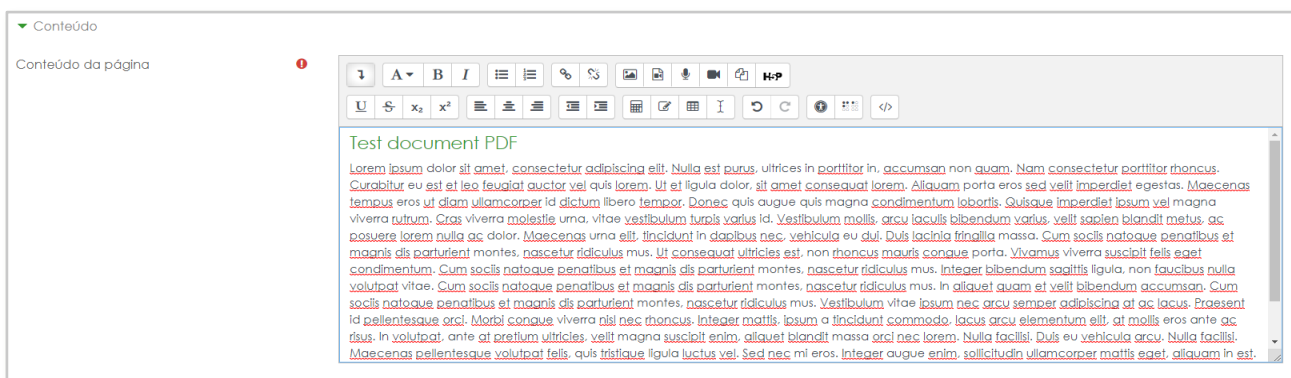 Conteúdo
Conteúdo da página
A B I H-P
U S x₂ x² </>
Test document PDF
Lorem ipsum dolor sit amet, consectetur adipiscing elit. Nulla est purus, ultrices in porttitor in, accumsan non quam. Nam consectetur porttitor rhoncus.
Curabitur eu est et leo feugiat auctor vel quis lorem. Ut et ligula dolor, sit amet consequat lorem. Aliquam porta eros sed velit imperdiet egestas. Maecenas
tempus eros ut diam ullamcorper id dictum libero tempor. Donec quis augue quis magna condimentum lobortis. Quisque imperdiet ipsum vel magna
viverra rutrum. Cras viverra molestie urna, vitae vestibulum turpis varius id. Vestibulum mollis, arcu iaculis bibendum varius, velit sapien blandit metus, ac
posuere lorem nulla ac dolor. Maecenas urna elit, tincidunt in dapibus nec, vehicula eu dui. Duis lacinia fringilla massa. Cum sociis natoque penatibus et
magnis dis parturient montes, nascetur ridiculus mus. Ut consequat ultricies est, non rhoncus mauris congue porta. Vivamus viverra suscipit felis eget
condimentum. Cum sociis natoque penatibus et magnis dis parturient montes, nascetur ridiculus mus. Integer bibendum sagittis ligula, non faucibus nulla
volutpat vitae. Cum sociis natoque penatibus et magnis dis parturient montes, nascetur ridiculus mus. In aliquet quam et velit bibendum accumsan. Cum
sociis natoque penatibus et magnis dis parturient montes, nascetur ridiculus mus. Vestibulum vitae ipsum nec arcu semper adipiscing at ac lacus. Praesent
id pellentesque orci. Morbi congue viverra nisl nec rhoncus. Integer mattis, ipsum a tincidunt commodo, lacus arcu elementum elit, at mollis eros ante ac
risus. In volutpat, ante at pretium ultricies, velit magna suscipit enim, aliquet blandit massa orci nec lorem. Nulla facilisi. Duis eu vehicula arcu. Nulla facilisi.
Maecenas pellentesque volutpat felis, quis tristique ligula luctus vel. Sed nec mi eros. Integer augue enim, sollicitudin ullamcorper mattis eget, aliquam in est.